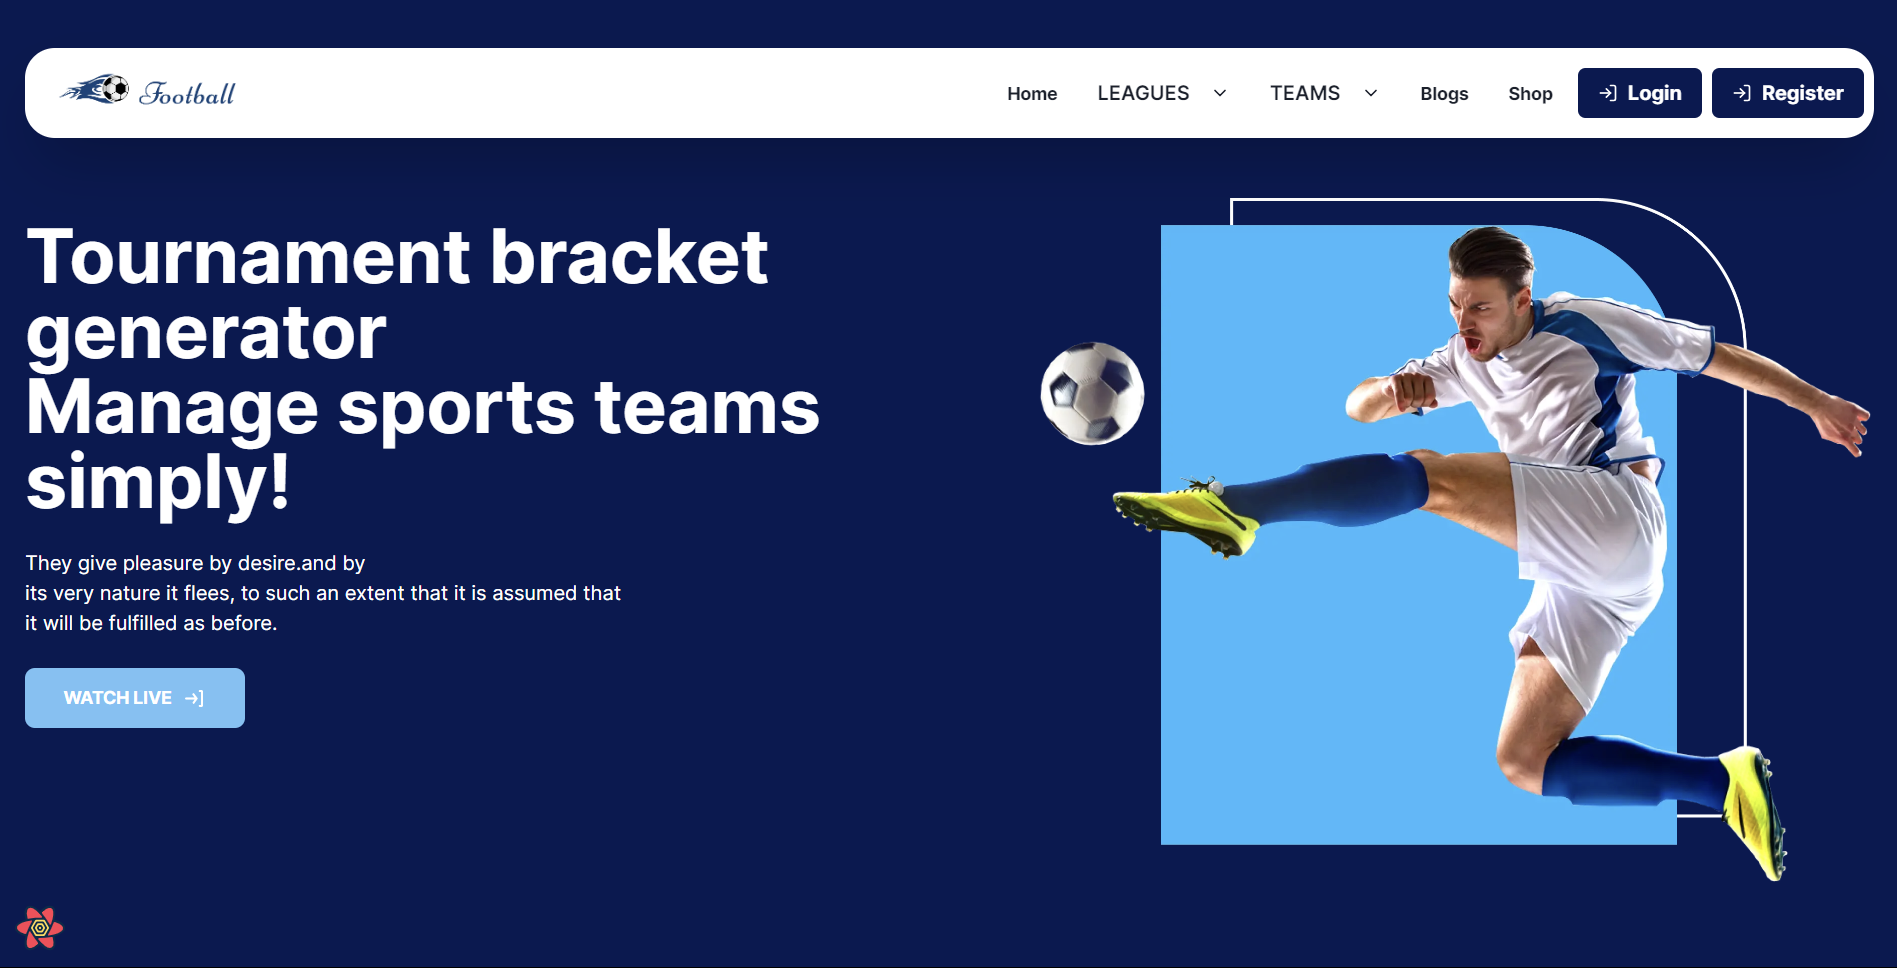 Football
Home LEAGUES TEAMS Blogs Shop Login Register
Tournament bracket
generator
Manage sports teams
simply!
They give pleasure by desire.and by
its very nature it flees, to such an extent that it is assumed that
it will be fulfilled as before.
WATCH LIVE